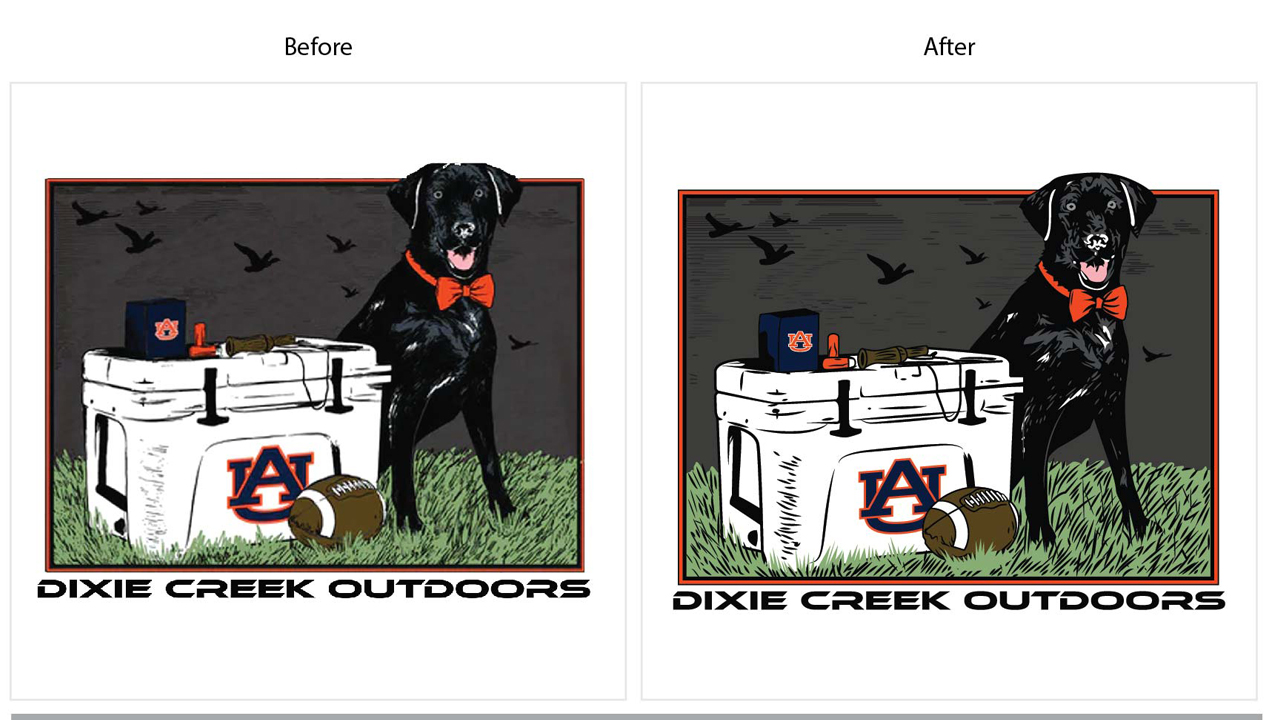 Before
After
AU
AU
DIXIE CREEK OUTDOORS
AU
AU
DIXIE CREEK OUTDOORS